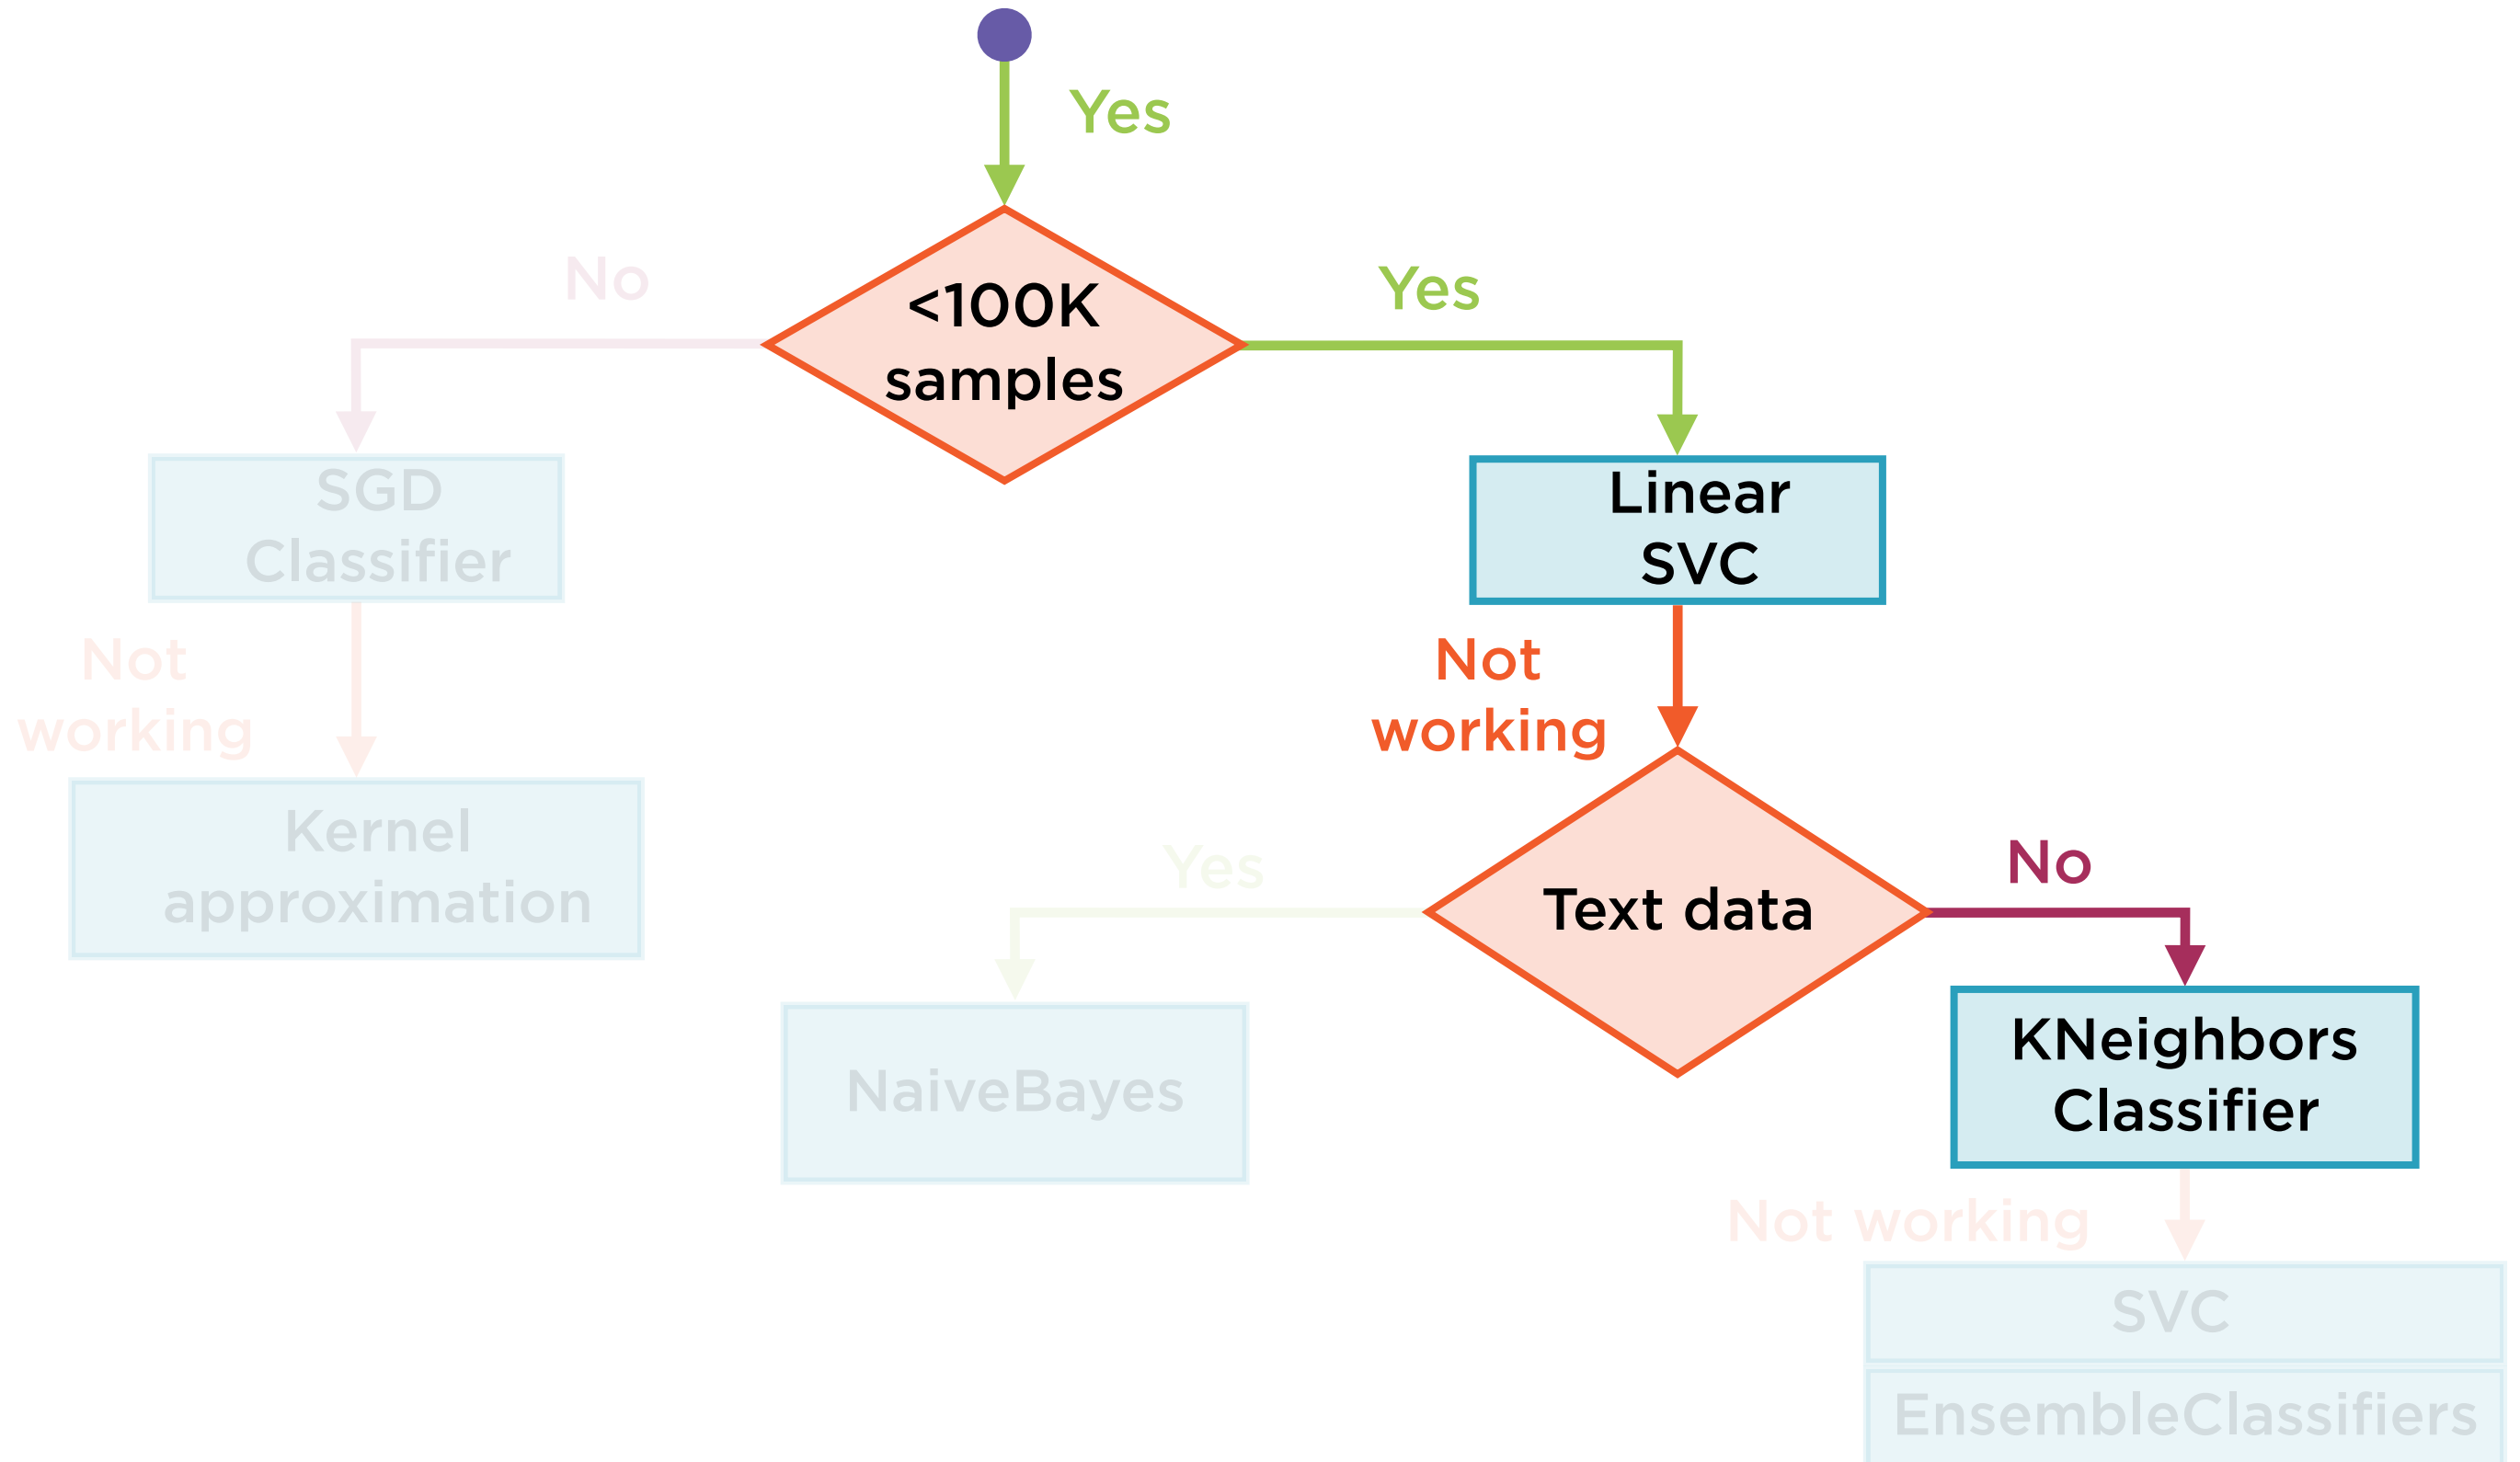 Yes
No
<100K
samples
Yes
SGD
Classifier
Linear
SVC
Not
working
Not
working
Kernel
approximation
Yes
Text data
No
NaiveBayes
KNeighbors
Classifier
Not working
SVC
EnsembleClassifiers